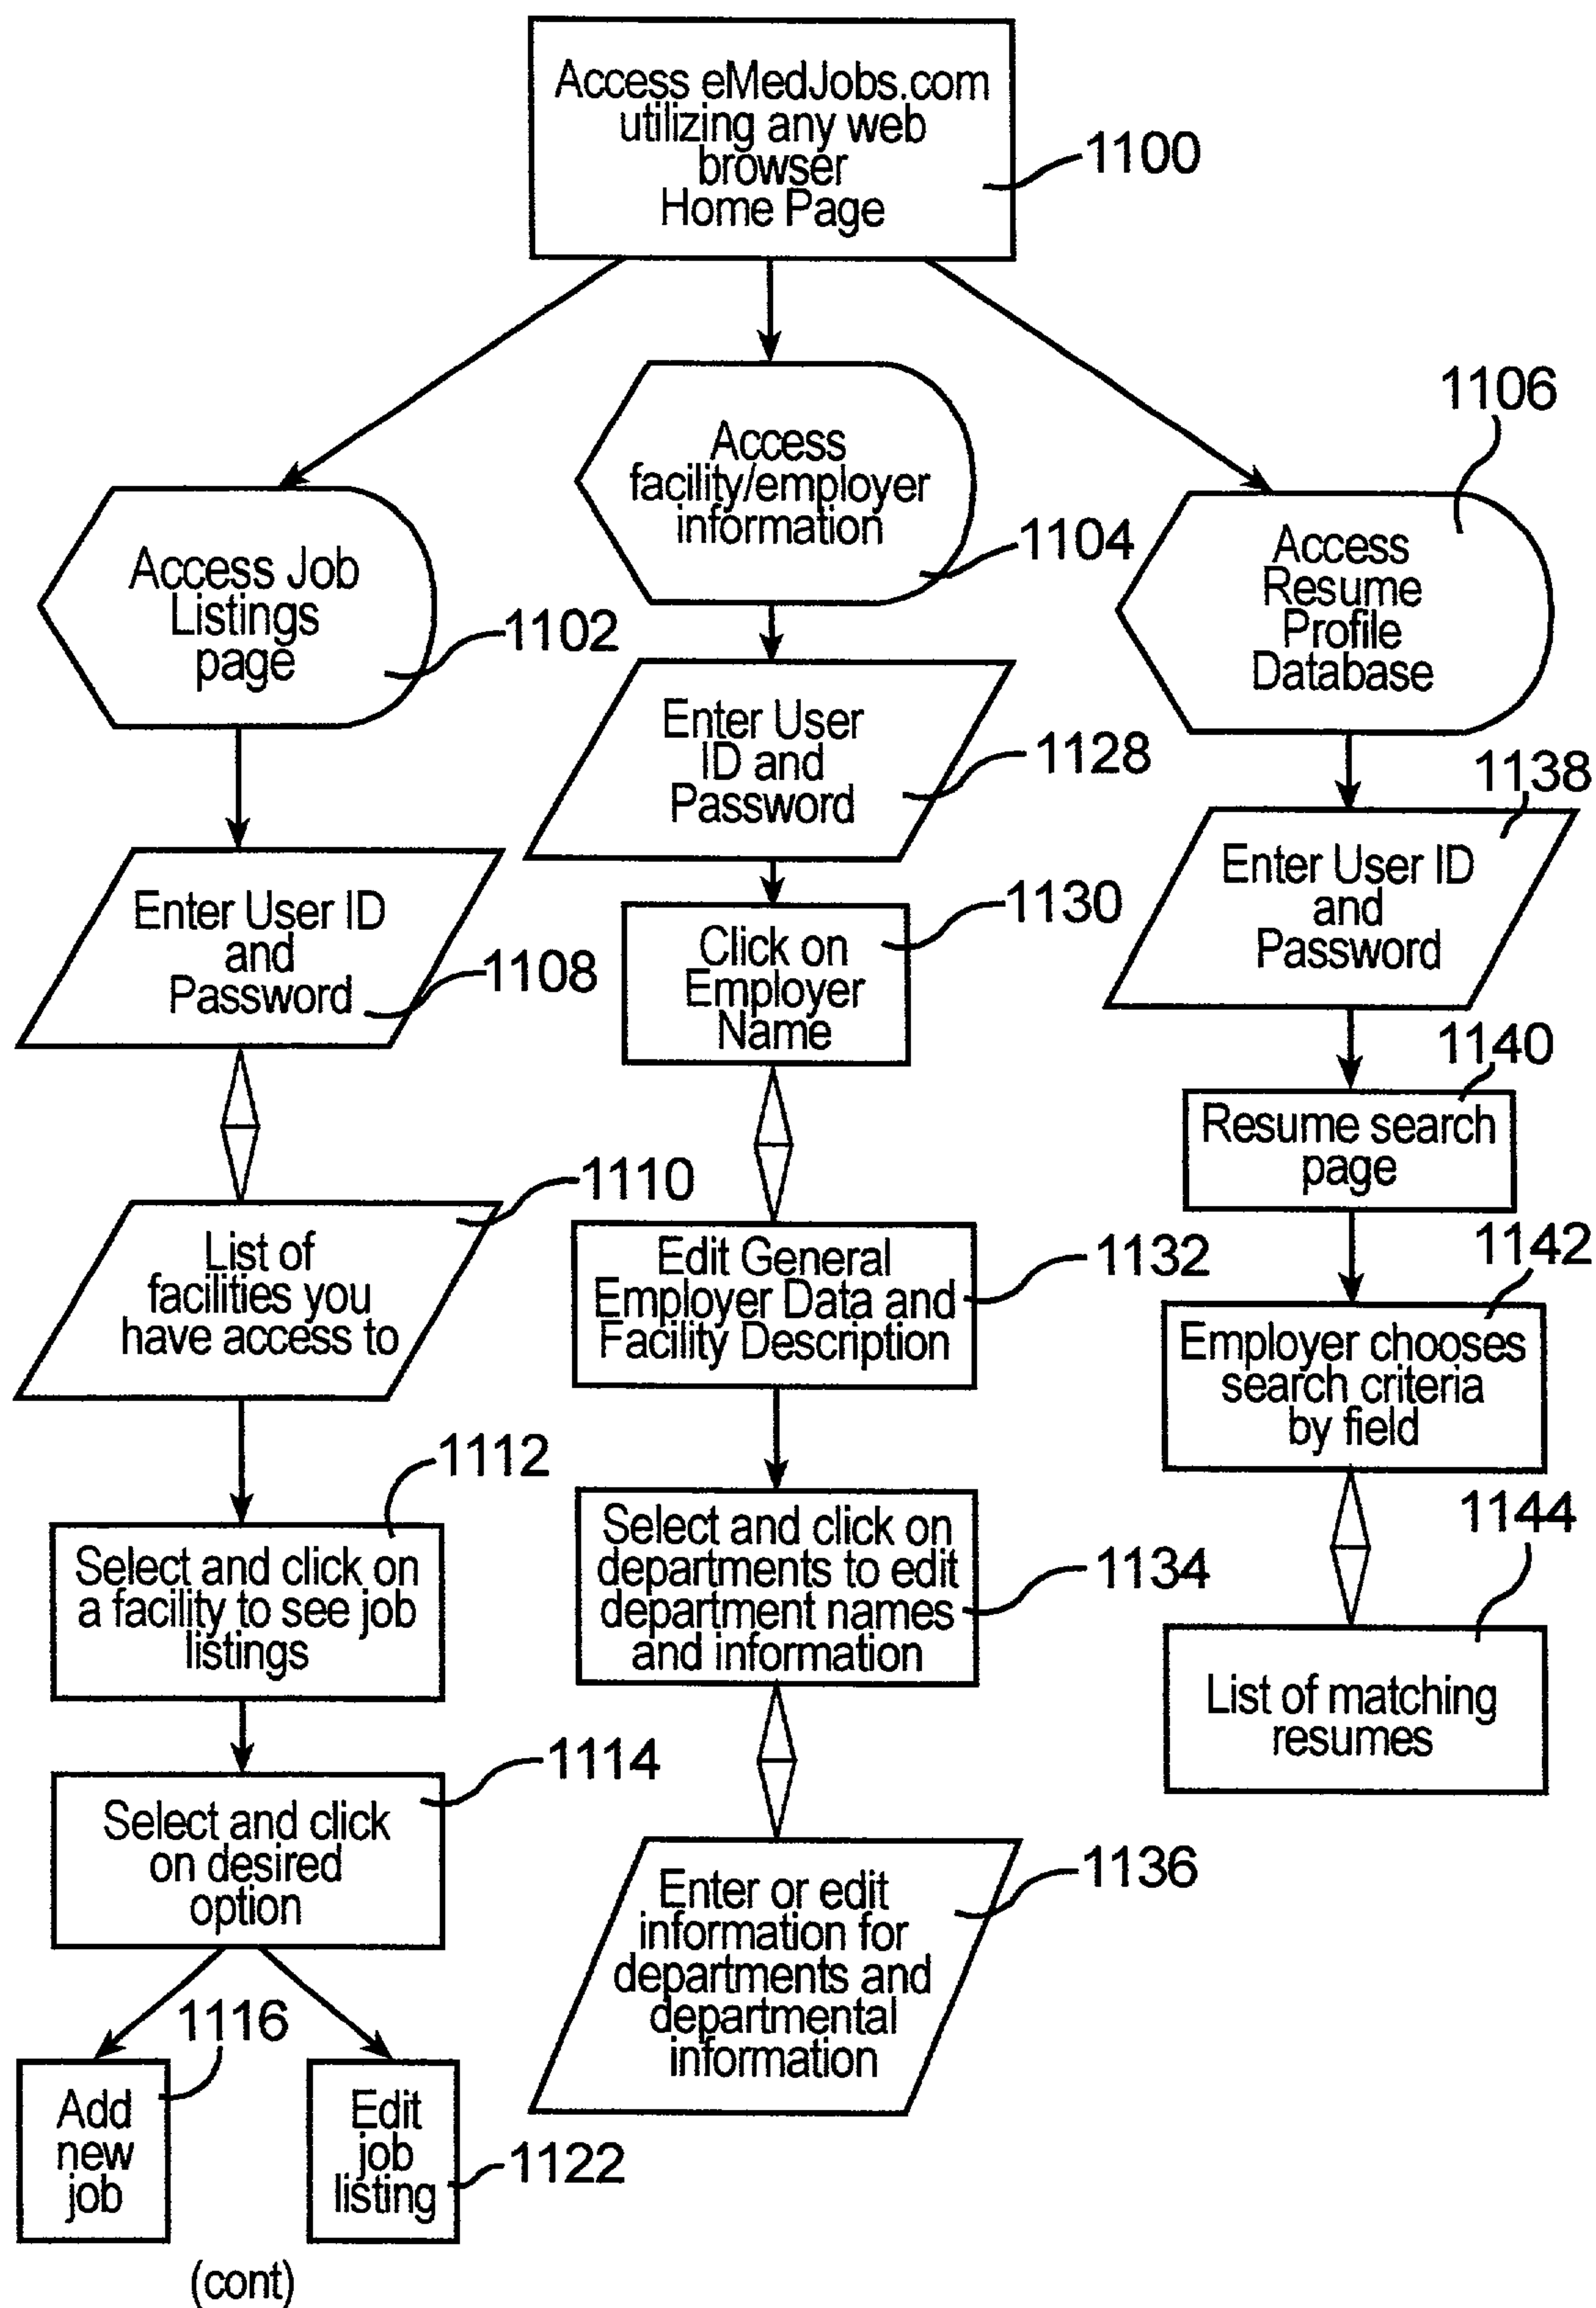 Access eMedJobs.com
utilizing any web
browser
Home Page
1100
Access Job
Listings
page
1102
Enter User ID
and
Password
1108
List of
facilities you
have access to
1110
Select and click on
a facility to see job
listings
1112
Select and click
on desired
option
1114
Add
new
job
1116
Edit
job
listing
1122
(cont)
Access
facility/employer
information
1104
Enter User
ID and
Password
1128
Click on
Employer
Name
1130
Edit General
Employer Data and
Facility Description
1132
Select and click on
departments to edit
department names
and information
1134
Enter or edit
information for
departments and
departmental
information
1136
Access
Resume
Profile
Database
1106
Enter User ID
and
Password
1138
Resume search
page
1140
Employer chooses
search criteria
by field
1142
List of matching
resumes
1144